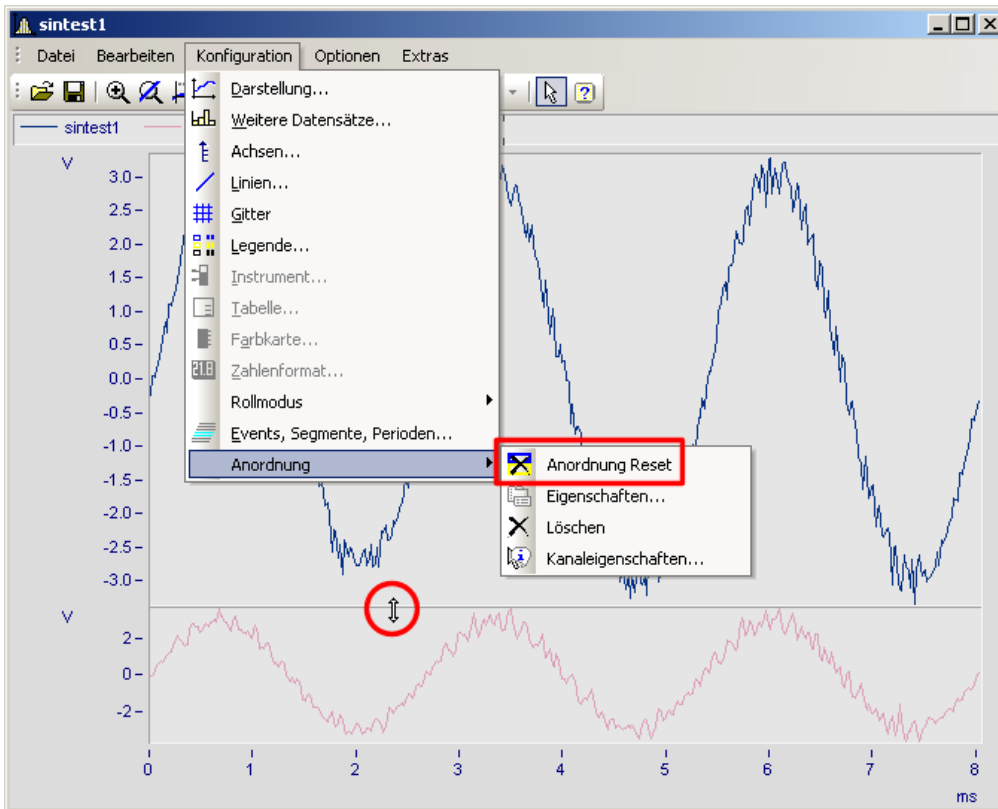 sintest1
Datei Bearbeiten Konfiguration Optionen Extras
sintest1
Darstellung...
Weitere Datensätze...
Achsen...
Linien...
Gitter
Legende...
Instrument...
Tabelle...
Farbkarte...
21.8 Zahlenformat...
Rollmodus
Events, Segmente, Perioden...
Anordnung
Anordnung Reset
Eigenschaften...
Löschen
Kanaleigenschaften...
V
3.0
2.5
2.0
1.5
1.0
0.5
0.0
-0.5
-1.0
-1.5
-2.0
-2.5
-3.0
V
2
0
-2
0 1 2 3 4 5 6 7 8
ms